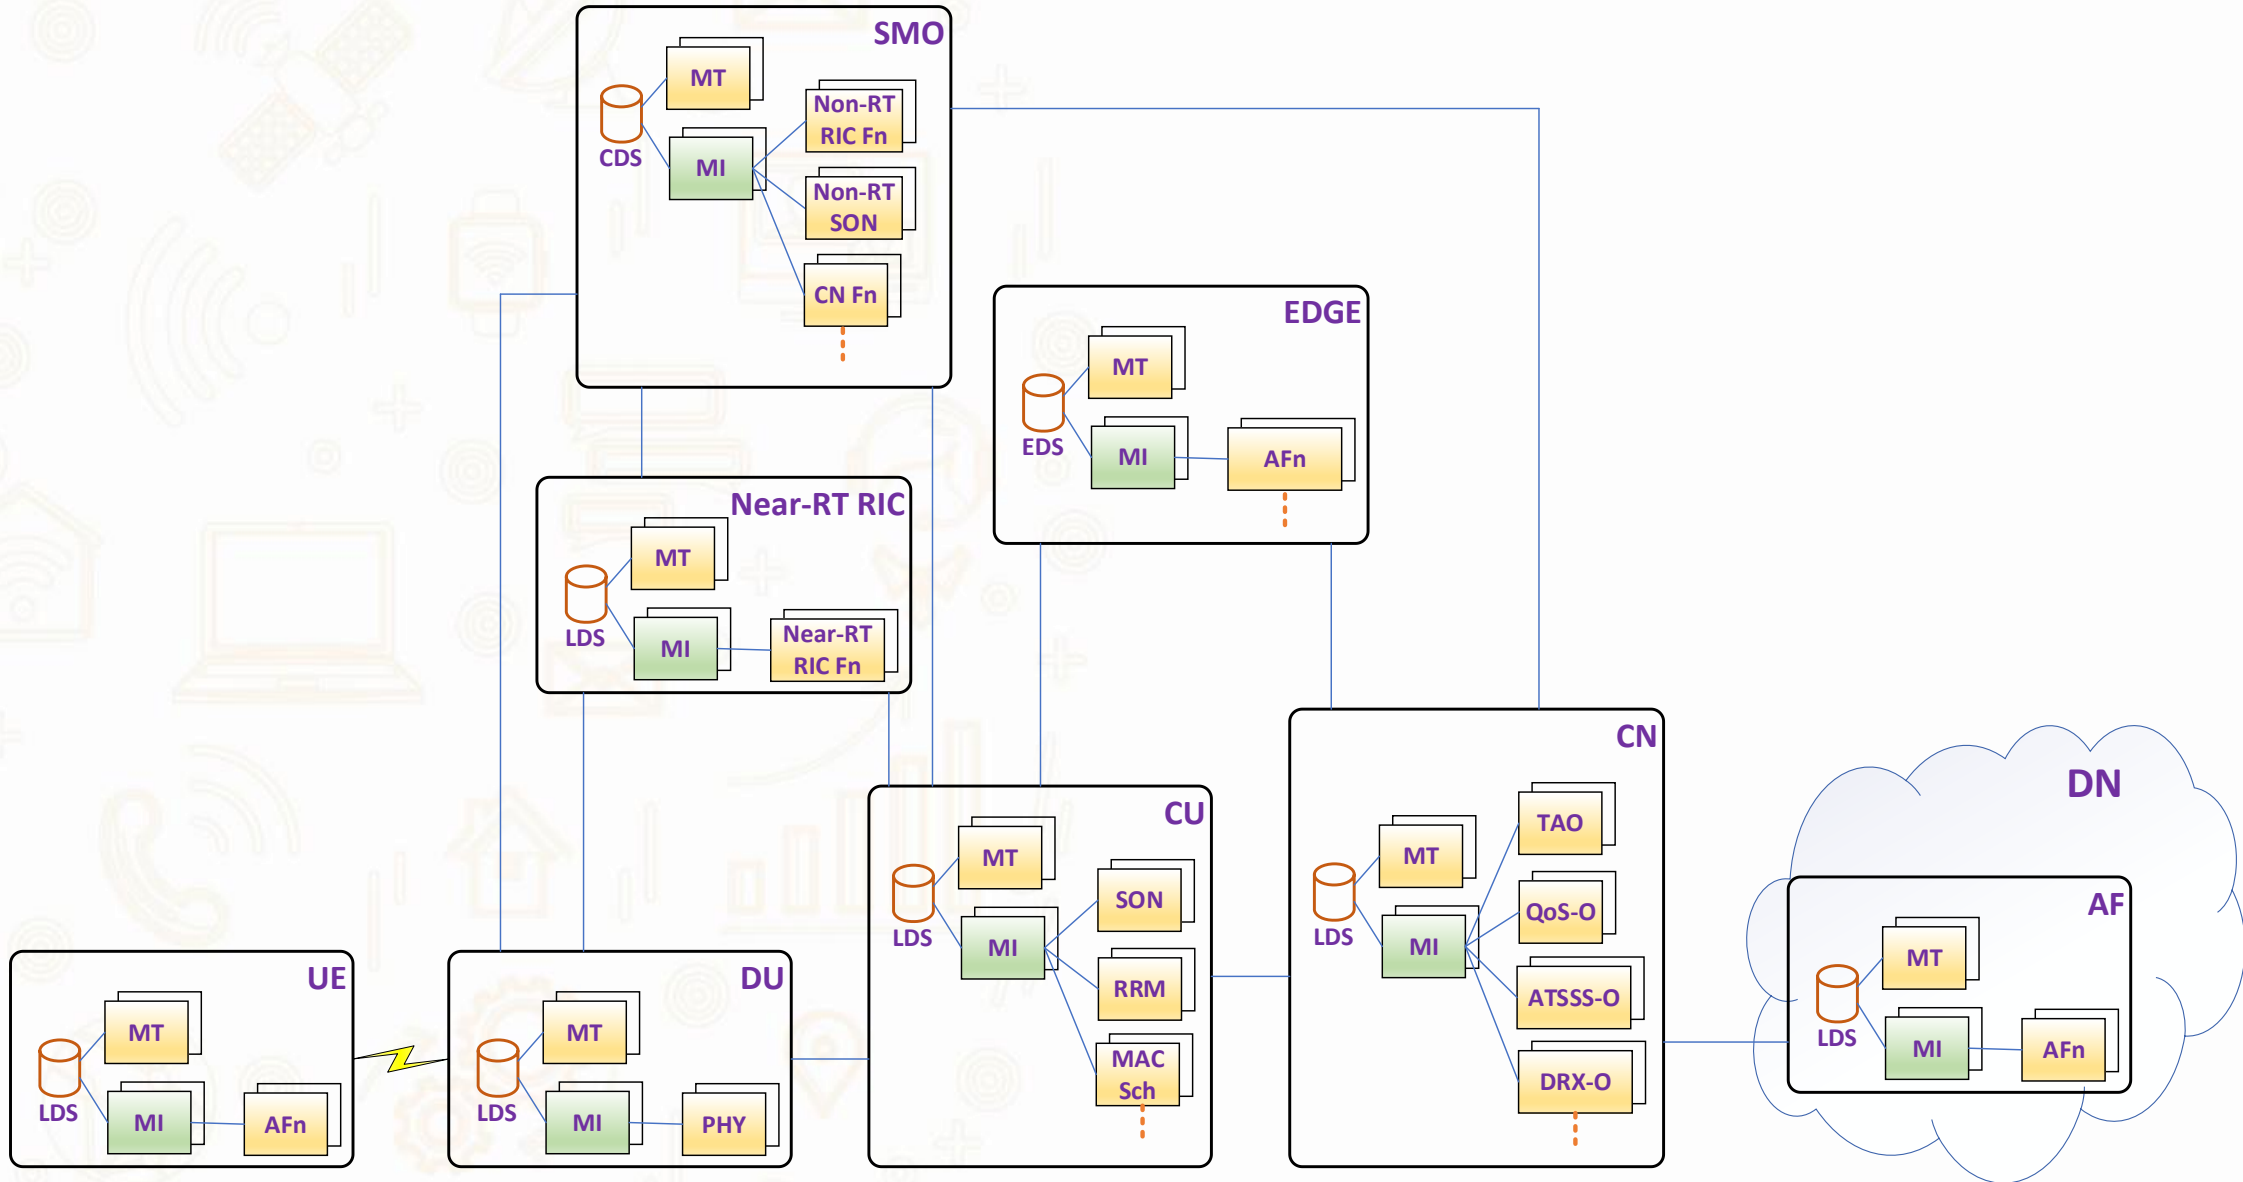 SMO
MT
CDS
MI
Non-RT
RIC Fn
Non-RT
SON
CN Fn
EDGE
MT
EDS
MI
AFn
Near-RT RIC
MT
LDS
MI
Near-RT
RIC Fn
UE
MT
LDS
MI
AFn
DU
MT
LDS
MI
PHY
CU
MT
LDS
MI
SON
RRM
MAC
Sch
CN
MT
LDS
MI
TAO
QoS-O
ATSSS-O
DRX-O
DN
AF
MT
LDS
MI
AFn